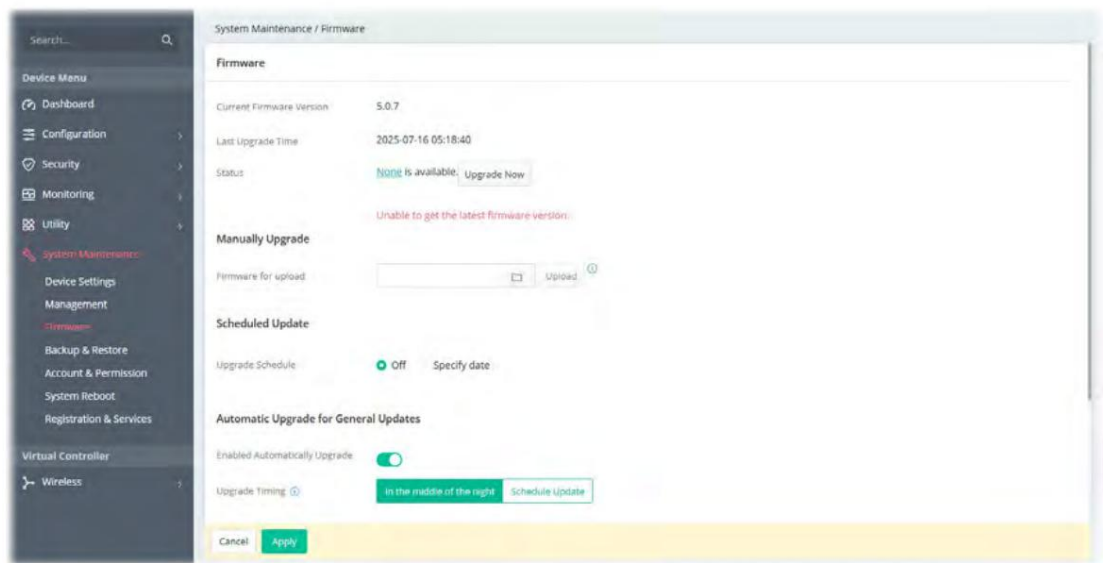 Search...
Device Menu
Dashboard
Configuration
Security
Monitoring
Utility
System Maintenance
Device Settings
Management
Firmware
Backup & Restore
Account & Permission
System Reboot
Registration & Services
Virtual Controller
Wireless
System Maintenance / Firmware
Firmware
Current Firmware Version 5.0.7
Last Upgrade Time 2025-07-16 05:18:40
Status None is available. Upgrade Now
Unable to get the latest firmware version.
Manually Upgrade
Firmware for upload Upload
Scheduled Update
Upgrade Schedule Off Specify date
Automatic Upgrade for General Updates
Enabled Automatically Upgrade
Upgrade Timing In the middle of the night Schedule Update
Cancel Apply